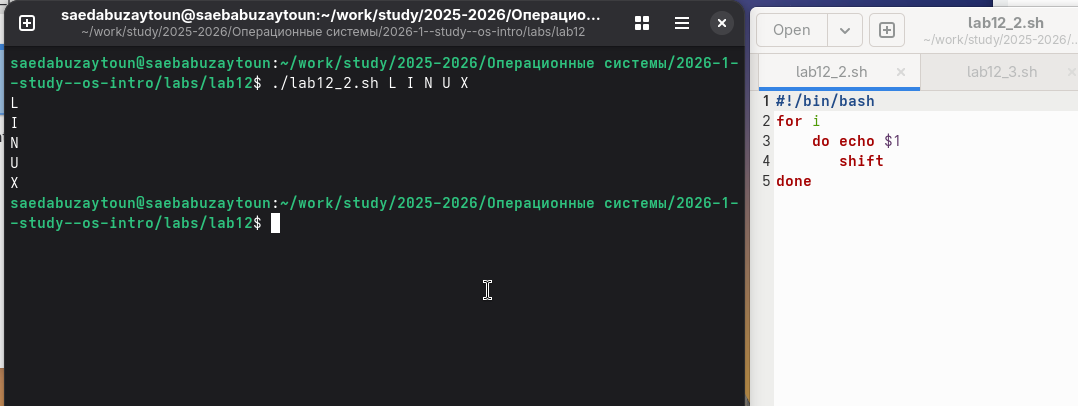 saedabuzaytoun@saebabuzaytoun:~/work/study/2025-2026/Операцио...
~/work/study/2025-2026/Операционные системы/2026-1--study--os-intro/labs/lab12
saedabuzaytoun@saebabuzaytoun:~/work/study/2025-2026/Операционные системы/2026-1-
-study--os-intro/labs/lab12$ ./lab12_2.sh L I N U X
L
I
N
U
X
saedabuzaytoun@saebabuzaytoun:~/work/study/2025-2026/Операционные системы/2026-1-
-study--os-intro/labs/lab12$
Open
lab12_2.sh
~/work/study/2025-2026/...
lab12_2.sh
lab12_3.sh
1 #!/bin/bash
2 for i
3     do echo $1
4        shift
5 done